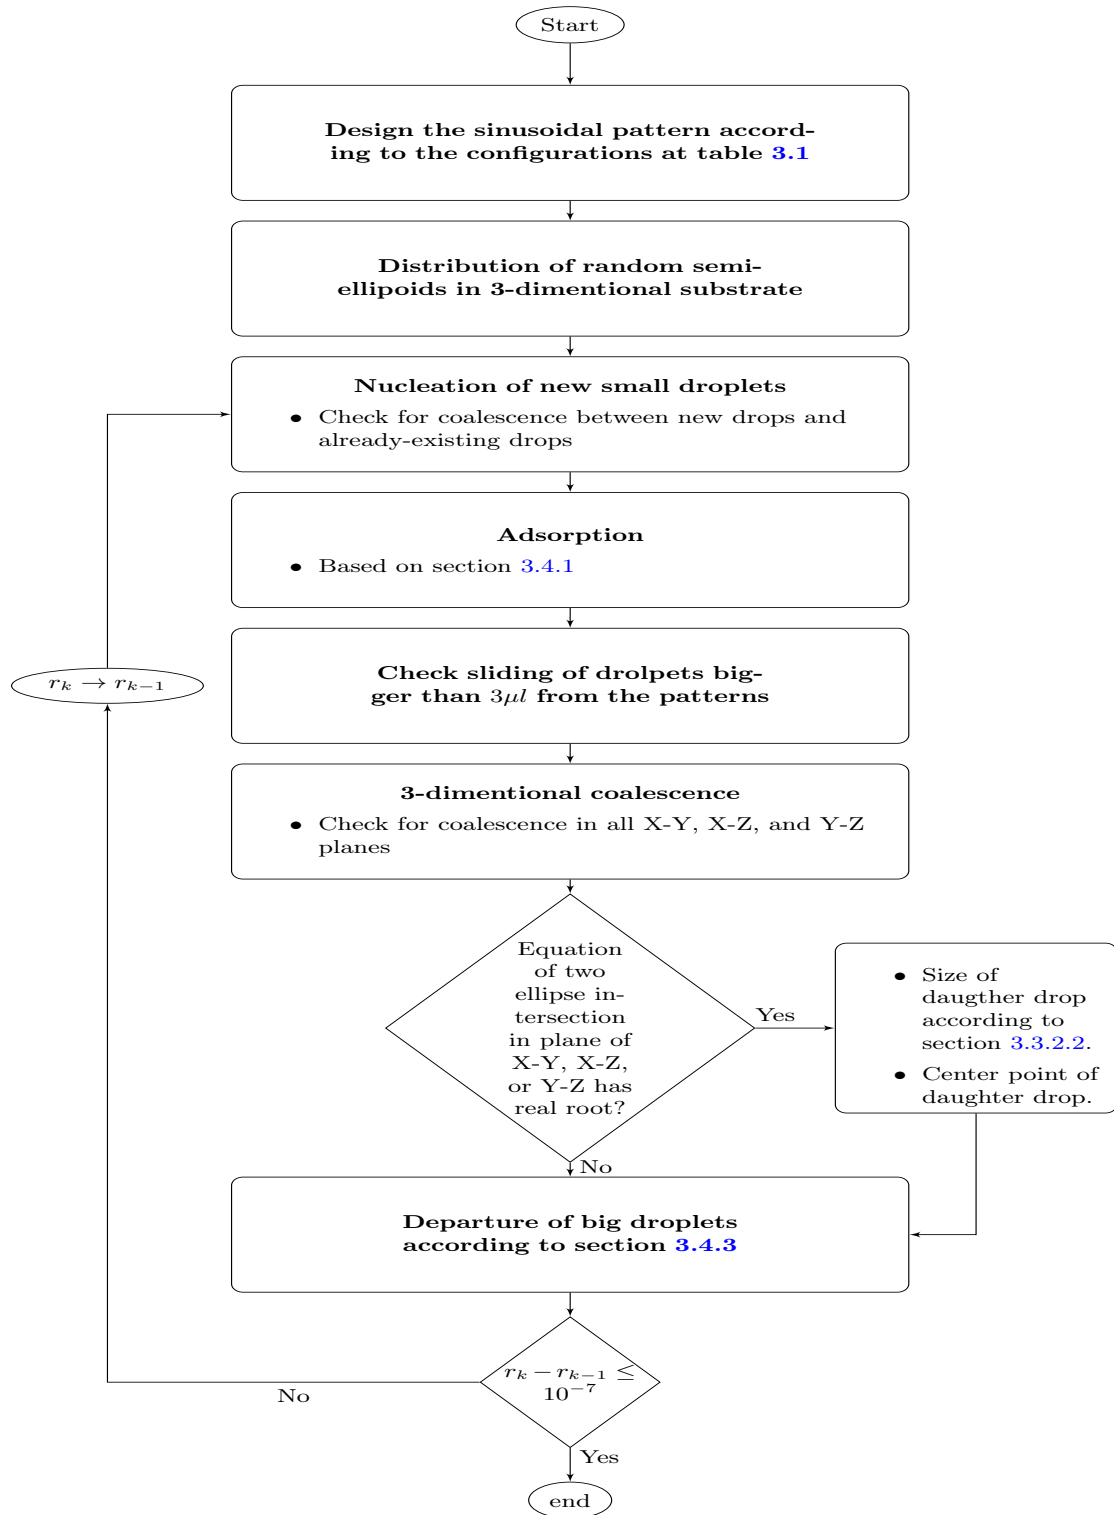 Start
Design the sinusoidal pattern accord-
ing to the configurations at table 3.1
Distribution of random semi-
ellipoids in 3-dimentional substrate
Nucleation of new small droplets
• Check for coalescence between new drops and
already-existing drops
Adsorption
• Based on section 3.4.1
Check sliding of drolpets big-
ger than 3μl from the patterns
r_k → r_{k−1}
3-dimentional coalescence
• Check for coalescence in all X-Y, X-Z, and Y-Z
planes
Equation
of two
ellipse in-
tersection
in plane of
X-Y, X-Z,
or Y-Z has
real root?
Yes
• Size of
daugther drop
according to
section 3.3.2.2.
• Center point of
daughter drop.
No
Departure of big droplets
according to section 3.4.3
r_k − r_{k−1} ≤
10^{−7}
No
Yes
end